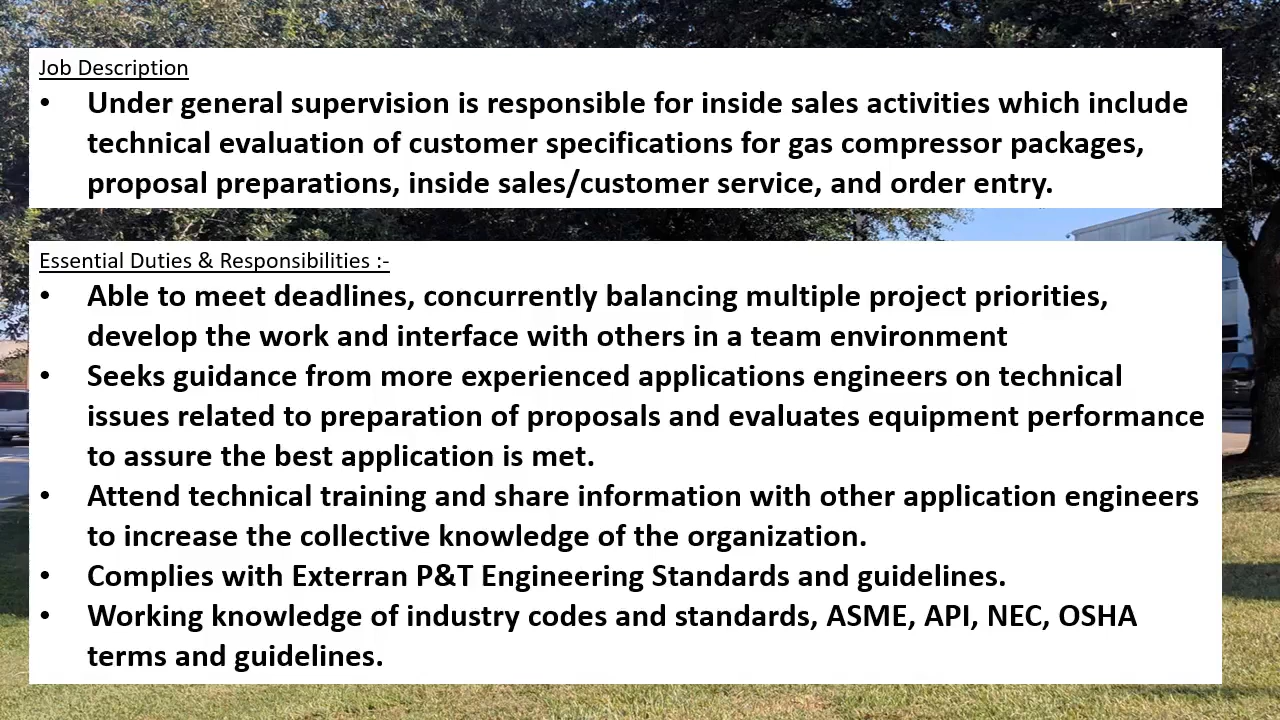 Job Description
• Under general supervision is responsible for inside sales activities which include
technical evaluation of customer specifications for gas compressor packages,
proposal preparations, inside sales/customer service, and order entry.
Essential Duties & Responsibilities :-
• Able to meet deadlines, concurrently balancing multiple project priorities,
develop the work and interface with others in a team environment
• Seeks guidance from more experienced applications engineers on technical
issues related to preparation of proposals and evaluates equipment performance
to assure the best application is met.
• Attend technical training and share information with other application engineers
to increase the collective knowledge of the organization.
• Complies with Exterran P&T Engineering Standards and guidelines.
• Working knowledge of industry codes and standards, ASME, API, NEC, OSHA
terms and guidelines.